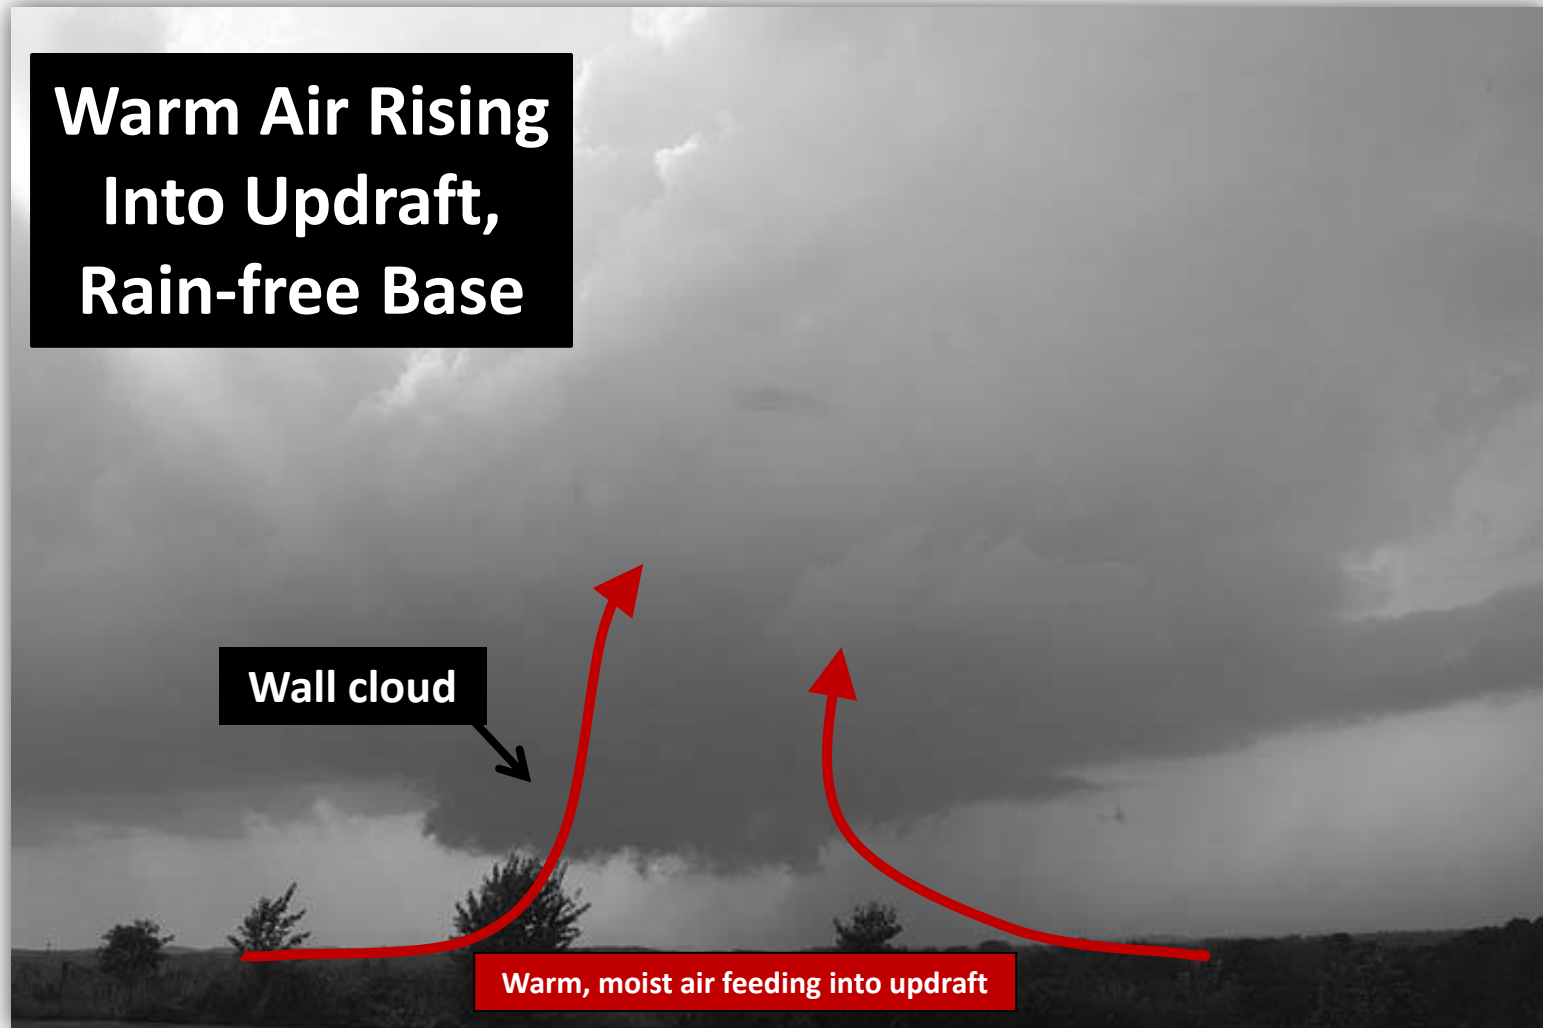 Warm Air Rising
Into Updraft,
Rain-free Base
Wall cloud
Warm, moist air feeding into updraft